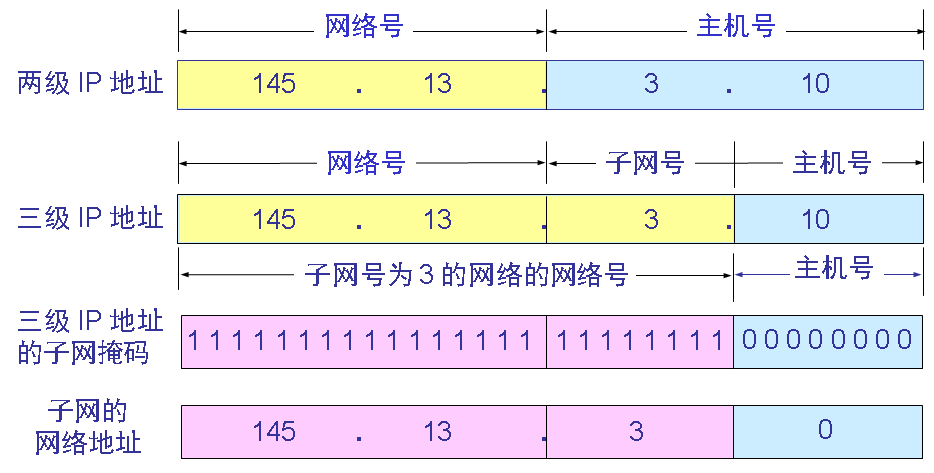 网络号 主机号
两级 IP 地址 145 . 13 . 3 . 10
网络号 子网号 主机号
三级 IP 地址 145 . 13 . 3 . 10
子网号为 3 的网络的网络号 主机号
三级 IP 地址
的子网掩码
1 1 1 1 1 1 1 1 1 1 1 1 1 1 1 1 1 1 1 1 1 1 1 1 0 0 0 0 0 0 0 0
子网的
网络地址
145 . 13 . 3 0